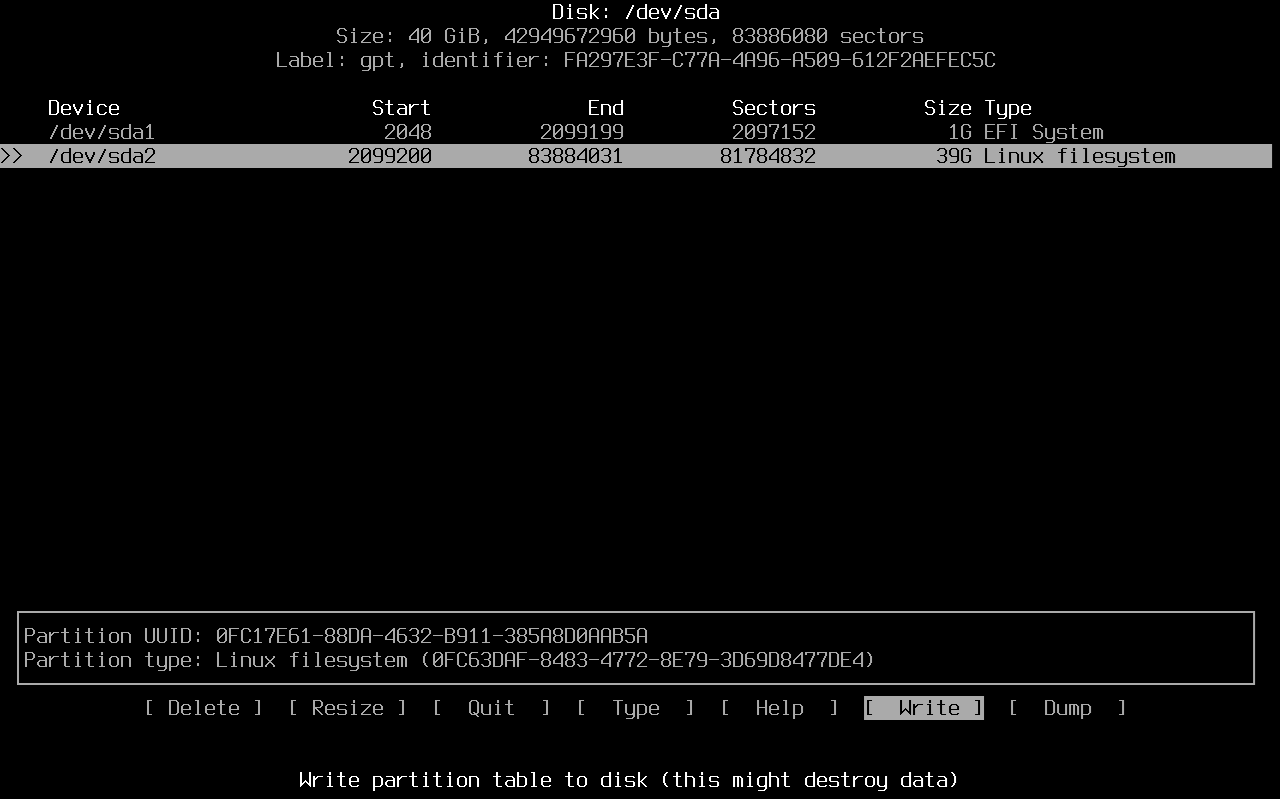 Disk: /dev/sda
Size: 40 GiB, 42949672960 bytes, 83886080 sectors
Label: gpt, identifier: FA297E3F-C77A-4A96-A509-612F2AEFEC5C
Device Start End Sectors Size Type
/dev/sda1 2048 2099199 2097152 1G EFI System
>> /dev/sda2 2099200 83884031 81784832 39G Linux filesystem
Partition UUID: 0FC17E61-88DA-4632-B911-385A8D0AAB5A
Partition type: Linux filesystem (0FC63DAF-8483-4772-8E79-3D69D8477DE4)
[ Delete ] [ Resize ] [ Quit ] [ Type ] [ Help ] [ Write ] [ Dump ]
Write partition table to disk (this might destroy data)